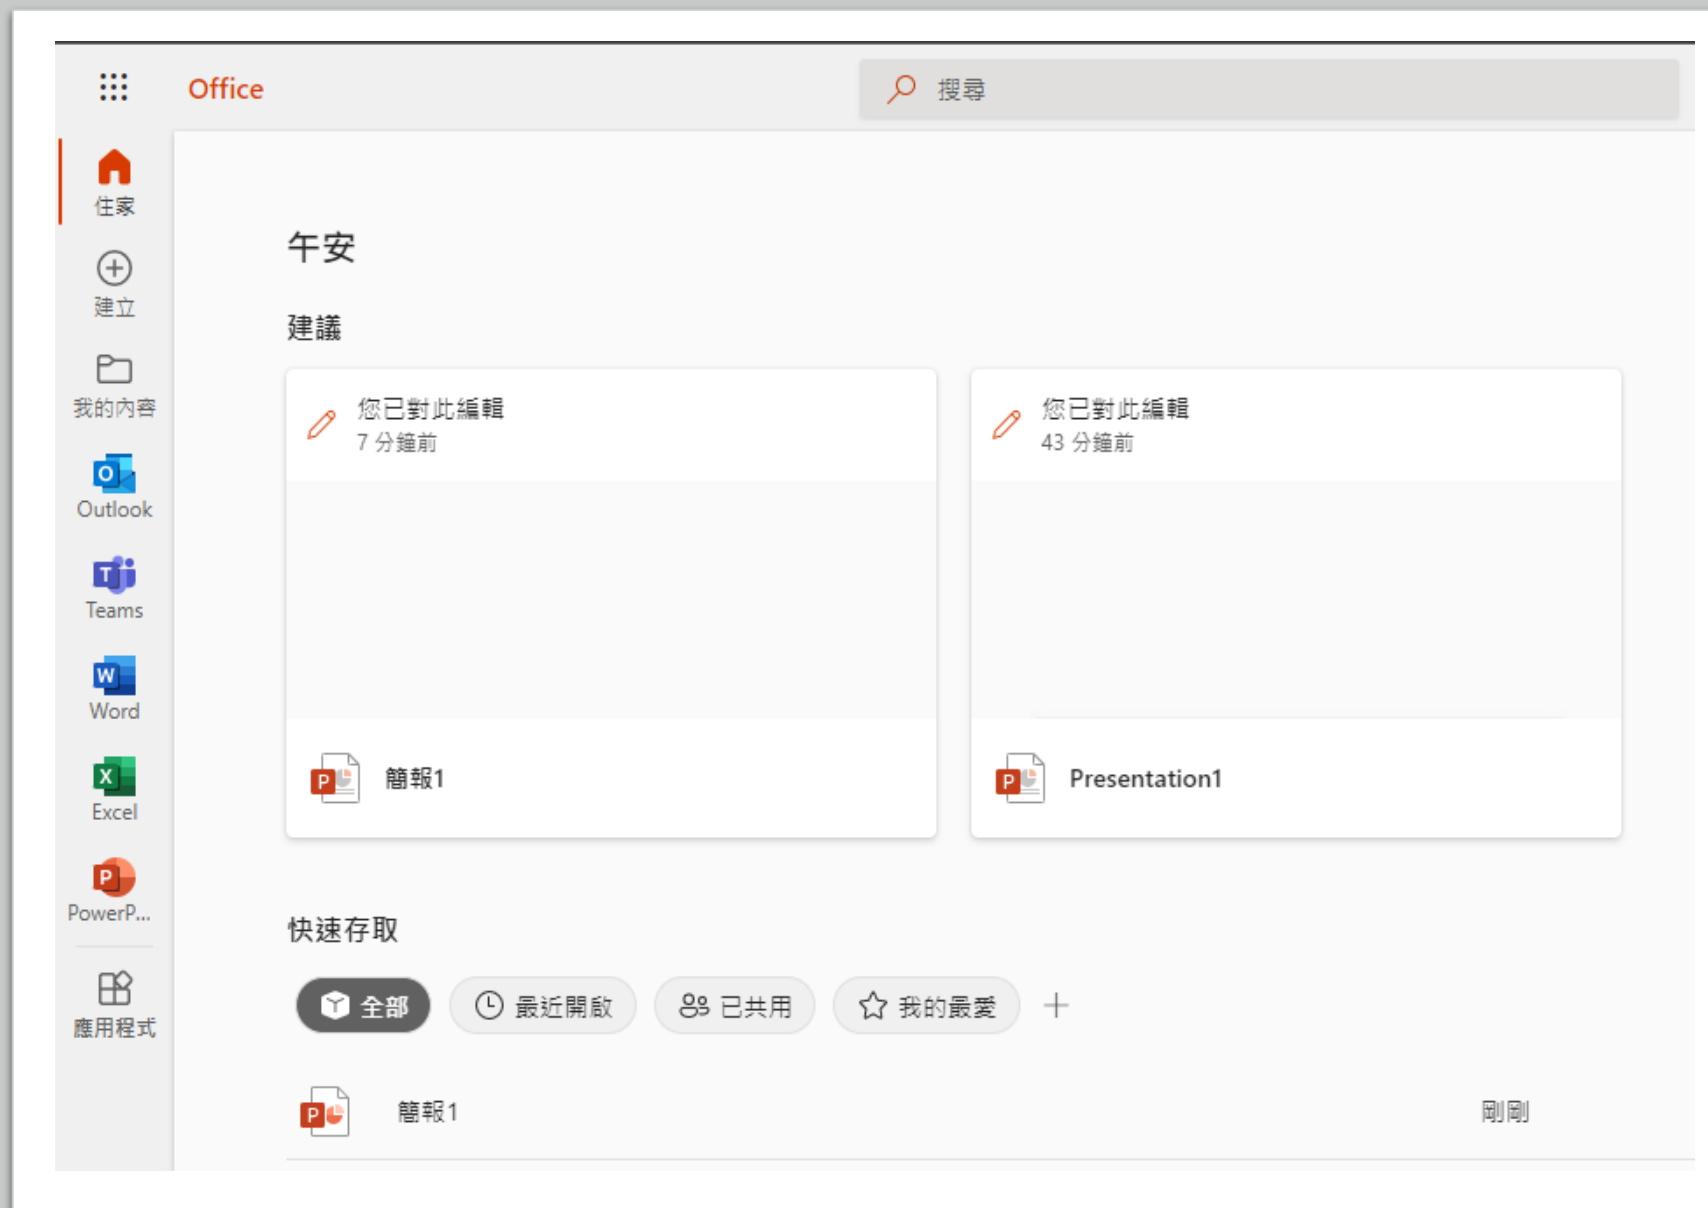 Office
搜尋
住家
建立
我的內容
Outlook
Teams
Word
Excel
PowerP...
應用程式
午安
建議
您已對此編輯
7 分鐘前
簡報1
您已對此編輯
43 分鐘前
Presentation1
快速存取
全部 最近開啟 已共用 我的最愛
簡報1 剛剛